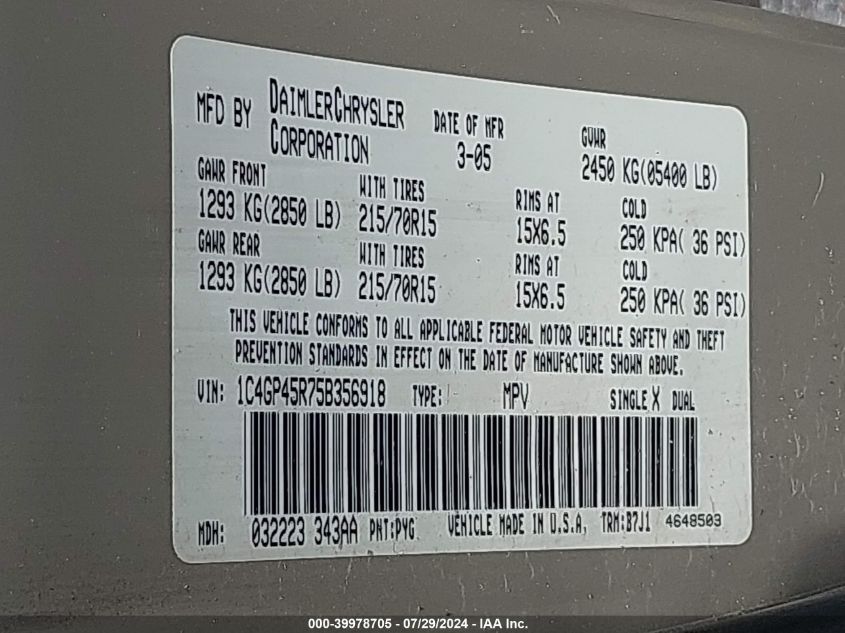 MFD BY DAIMLERCHRYSLER CORPORATION DATE OF MFR 3-05 GVWR 2450 KG(05400 LB)
GAWR FRONT WITH TIRES RIMS AT COLD
1293 KG(2850 LB) 215/70R15 15X6.5 250 KPA( 36 PSI)
GAWR REAR WITH TIRES RIMS AT COLD
1293 KG(2850 LB) 215/70R15 15X6.5 250 KPA( 36 PSI)
THIS VEHICLE CONFORMS TO ALL APPLICABLE FEDERAL MOTOR VEHICLE SAFETY AND THEFT
PREVENTION STANDARDS IN EFFECT ON THE DATE OF MANUFACTURE SHOWN ABOVE.
VIN: 1C4GP45R75B356918 TYPE: MPV SINGLE X DUAL
MDH: 032223 343AA PNT:PYG VEHICLE MADE IN U.S.A. TRM:B7J1 4648503
000-39978705 - 07/29/2024 - IAA Inc.